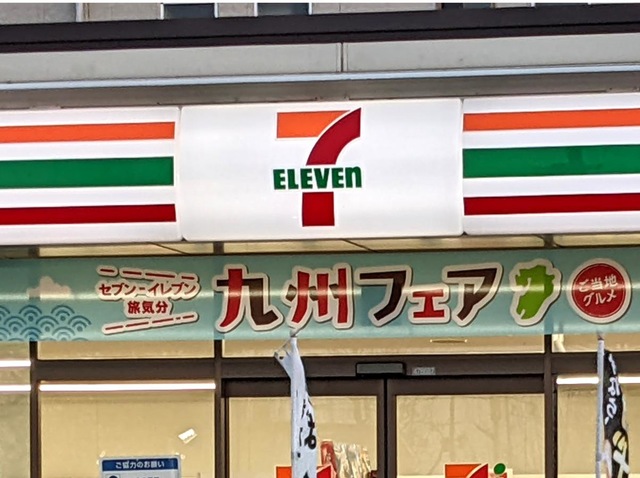 7
ELEVEn
セブン-イレブン
旅気分
九州フェア
ご当地
グルメ
ご協力のお願い